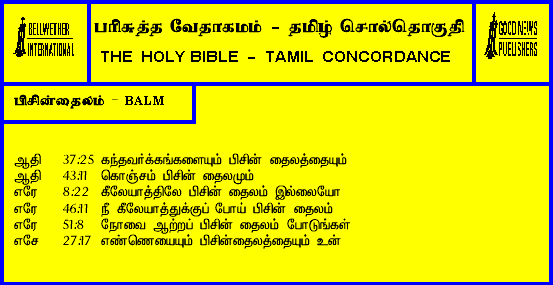 BELLWETHER
INTERNATIONAL
பரிசுத்த வேதாகமம் - தமிழ் சொல்தொகுதி
THE HOLY BIBLE - TAMIL CONCORDANCE
GOOD NEWS
PUBLISHERS
பிசின்தைலம் - BALM
ஆதி 37:25 கந்தவர்க்கங்களையும் பிசின் தைலத்தையும்
ஆதி 43:11 கொஞ்சம் பிசின் தைலமும்
எரே 8:22 கீலேயாத்திலே பிசின் தைலம் இல்லையோ
எரே 46:11 நீ கீலேயாத்துக்குப் போய் பிசின் தைலம்
எரே 51:8 நோவை ஆற்றப் பிசின் தைலம் போடுங்கள்
எசே 27:17 எண்ணெயையும் பிசின்தைலத்தையும் உன்